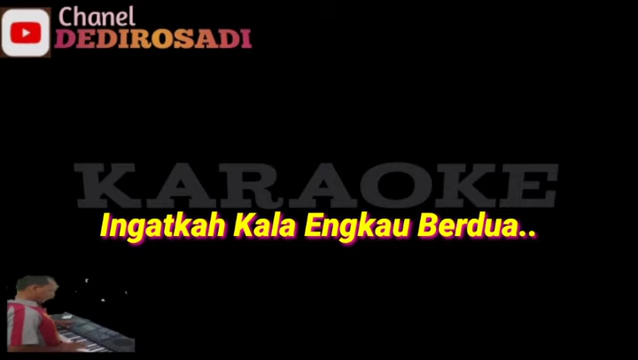 Chanel
DEDIROSADI
KARAOKE
Ingatkah Kala Engkau Berdua..